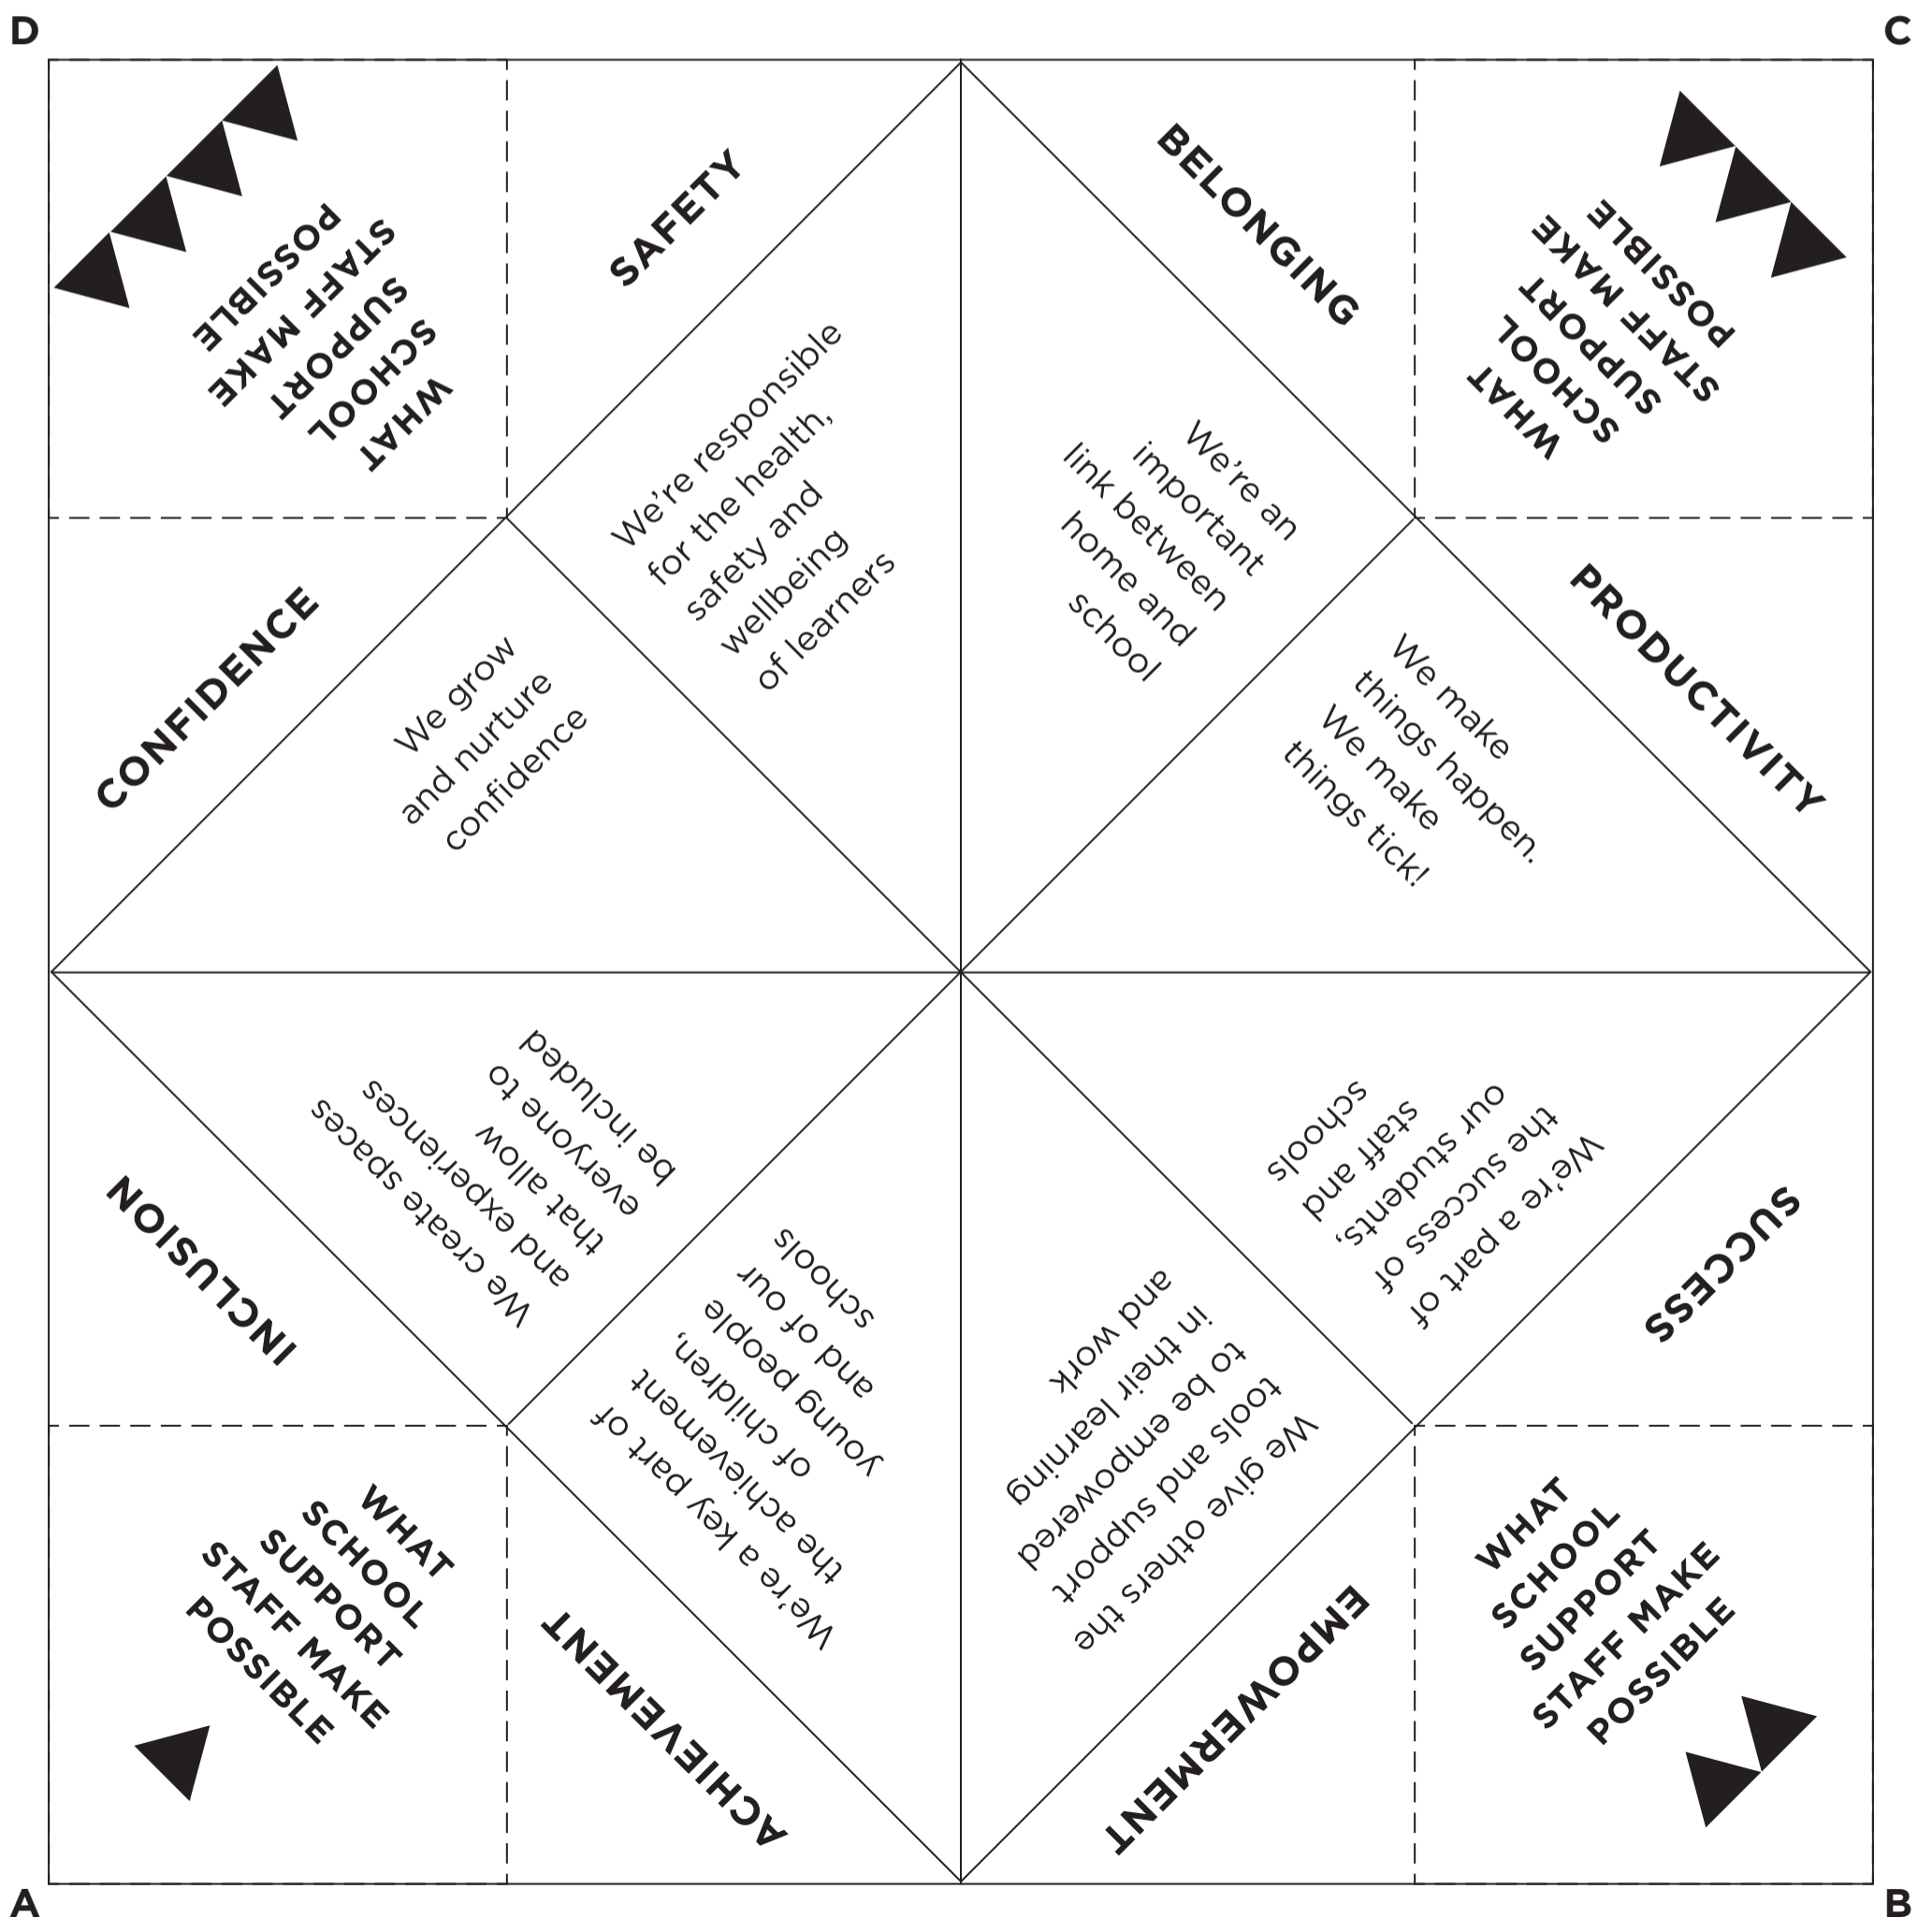 D
C
WHAT
SCHOOL
SUPPORT
STAFF MAKE
POSSIBLE
SAFETY
BELONGING
WHAT
SCHOOL
SUPPORT
STAFF MAKE
POSSIBLE
We're responsible
for the health,
safety and
wellbeing
of learners
We're an
important
link between
home and
school
CONFIDENCE
We grow
and nurture
confidence
PRODUCTIVITY
We make
things happen.
We make
things tick!
INCLUSION
We create spaces
and experiences
that allow
everyone to
be included
SUCCESS
We're a part of
the success of
our students,
staff and
schools
ACHIEVEMENT
We're a key part of
the achievement
of children,
young people
and of our
schools
EMPOWERMENT
We give others the
tools and support
to be empowered
in their learning
and work
WHAT
SCHOOL
SUPPORT
STAFF MAKE
POSSIBLE
WHAT
SCHOOL
SUPPORT
STAFF MAKE
POSSIBLE
A
B